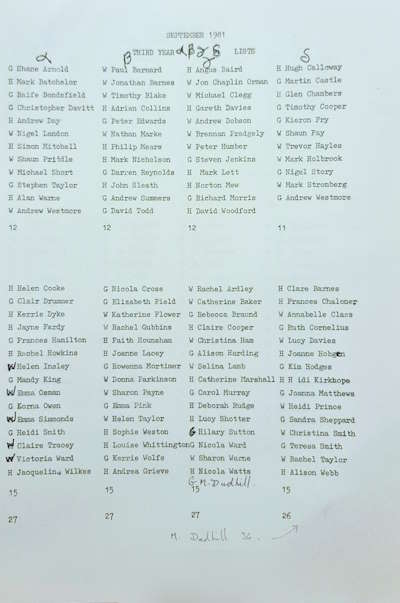 SEPTEMBER 1981
THIRD YEAR α β γ δ LISTS
α β γ δ
G Shane Arnold W Paul Barnard H Angus Baird H Hugh Calloway
H Mark Batchelor W Jonathan Barnes W Jon Chaplin Orman G Martin Castle
G Knife Bondsfield W Timothy Blake W Michael Clegg H Glen Chambers
G Christopher Davitt H Adrian Collins H Gareth Davies G Timothy Cooper
H Andrew Day G Peter Edwards W Andrew Dobson G Kieron Fry
W Nigel Landon W Nathan Marke W Brennan Fredgely W Shaun Fay
H Simon Mitchell H Philip Mears W Peter Humber W Trevor Hayles
W Shaun Priddle H Mark Nicholson G Steven Jenkins W Mark Holbrook
W Michael Short G Darren Reynolds H Mark Lett G Nigel Story
G Stephen Taylor H John Sleath H Norton Mew W Mark Stromberg
H Alan Warne G Andrew Summers G Richard Morris G Andrew Westmore
W Andrew Westmore G David Todd H David Woodford
12 12 12 11
H Helen Cooke G Nicola Cross W Rachel Ardley H Clare Barnes
G Clair Drummer G Elizabeth Field W Catherine Baker H Frances Chaloner
H Kerrie Dyke W Katherine Flower G Rebecca Braund W Annabelle Class
H Jayne Fardy W Rachel Gubbins H Claire Cooper G Ruth Cornelius
G Frances Hamilton H Faith Hounahan W Christina Ham W Lucy Davies
H Rachel Howkins H Joanne Lacey G Alison Harding H Joanne Hobgen
W Helen Insley G Rowenna Mortimer W Selina Lamb G Kim Hodges
G Mandy King W Donna Parkinson H Catherine Marshall H H idi Kirkhope
W Emma Osman W Sharon Payne G Carol Murray G Joanna Matthews
G Korna Owen G Emma Pink H Deborah Rudge W Heidi Prince
W Emma Simmonds W Helen Taylor H Lucy Shotter G Sandra Sheppard
G Heidi Smith H Sophie Weston G Hilary Sutton W Christina Smith
W Claire Tracey H Louise Whittington G Nicola Ward G Teresa Smith
W Victoria Ward G Kerrie Wolfe W Sharon Warne W Rachel Taylor
H Jacqueline Wilkes H Andrea Grieve H Nicola Watts H Alison Webb
G. M. Dudhill.
15 15 15 15
27 27 27 26
M. Dudhill 3G.